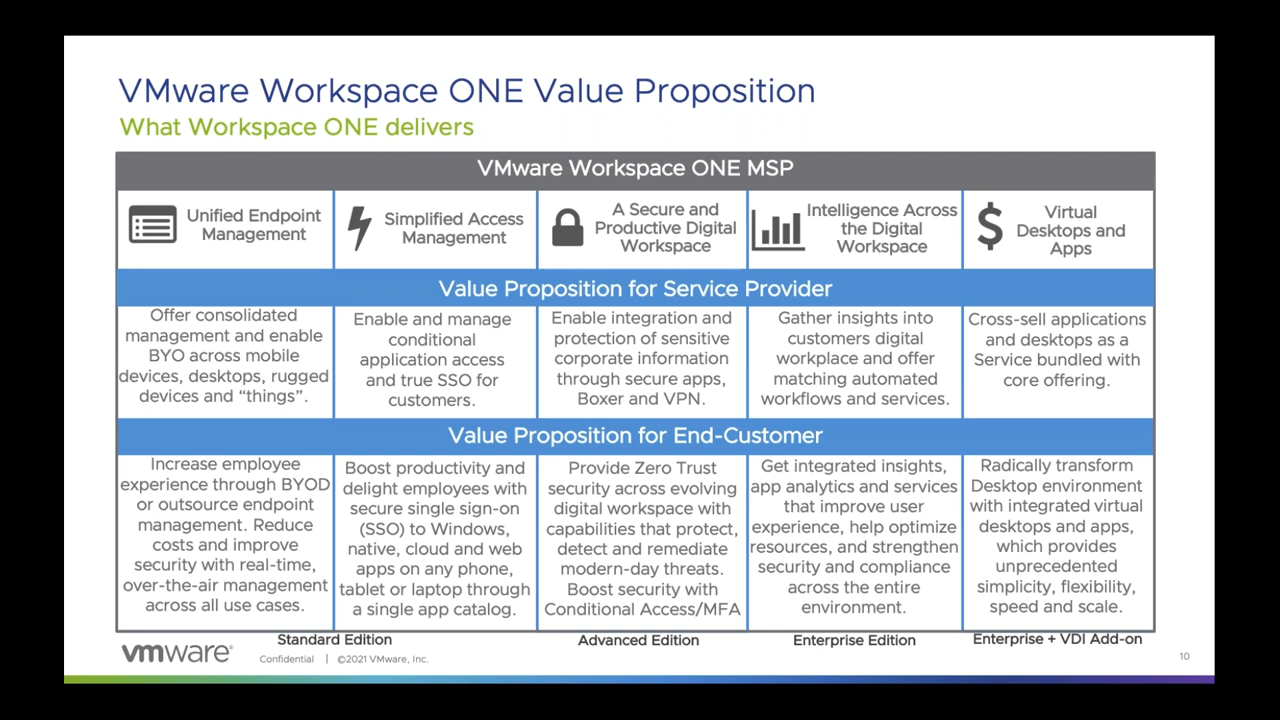 VMware Workspace ONE Value Proposition
What Workspace ONE delivers
VMware Workspace ONE MSP
Unified Endpoint
Management
Simplified Access
Management
A Secure and
Productive Digital
Workspace
Intelligence Across
the Digital
Workspace
Virtual
Desktops and
Apps
Value Proposition for Service Provider
Offer consolidated
management and enable
BYO across mobile
devices, desktops, rugged
devices and “things”.
Enable and manage
conditional
application access
and true SSO for
customers.
Enable integration and
protection of sensitive
corporate information
through secure apps,
Boxer and VPN.
Gather insights into
customers digital
workplace and offer
matching automated
workflows and services.
Cross-sell applications
and desktops as a
Service bundled with
core offering.
Value Proposition for End-Customer
Increase employee
experience through BYOD
or outsource endpoint
management. Reduce
costs and improve
security with real-time,
over-the-air management
across all use cases.
Boost productivity and
delight employees with
secure single sign-on
(SSO) to Windows,
native, cloud and web
apps on any phone,
tablet or laptop through
a single app catalog.
Provide Zero Trust
security across evolving
digital workspace with
capabilities that protect,
detect and remediate
modern-day threats.
Boost security with
Conditional Access/MFA
Get integrated insights,
app analytics and services
that improve user
experience, help optimize
resources, and strengthen
security and compliance
across the entire
environment.
Radically transform
Desktop environment
with integrated virtual
desktops and apps,
which provides
unprecedented
simplicity, flexibility,
speed and scale.
Standard Edition
Advanced Edition
Enterprise Edition
Enterprise + VDI Add-on
vmware®
Confidential | ©2021 VMware, Inc.
10